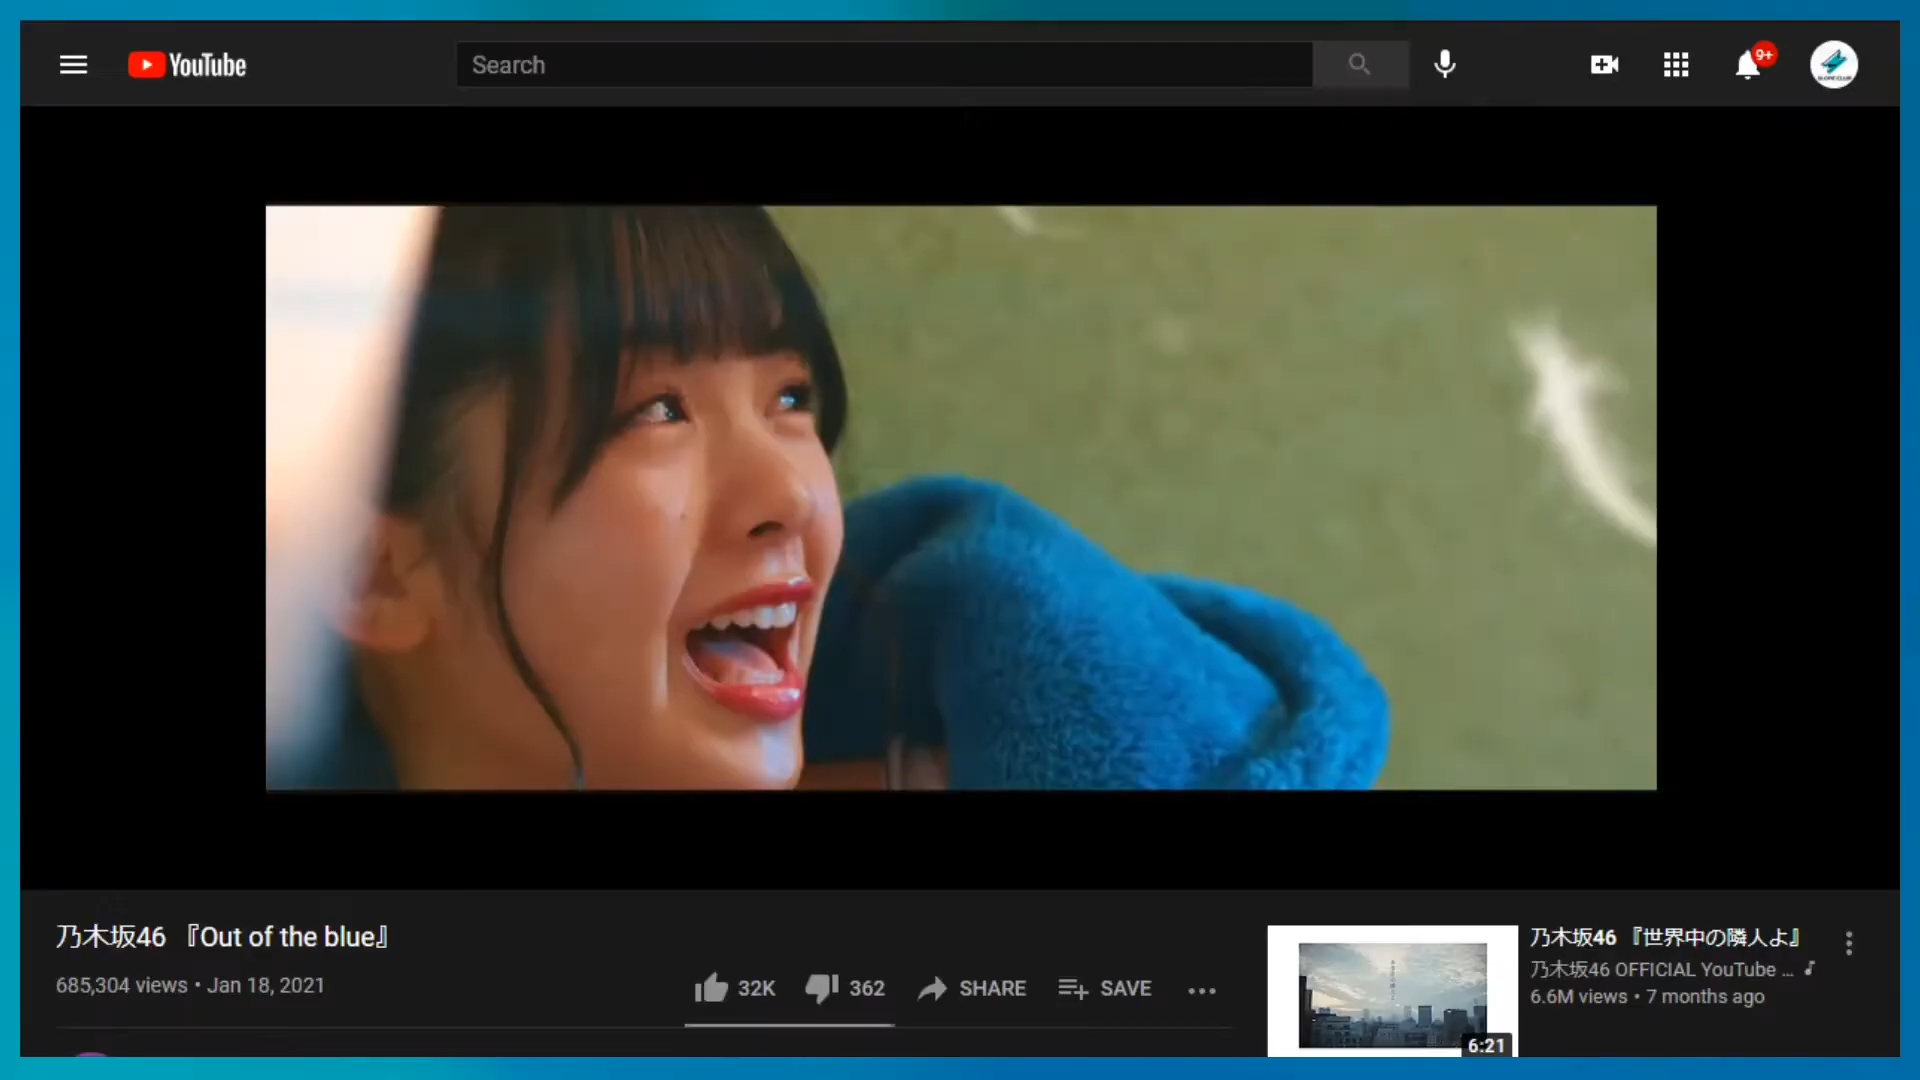 YouTube
Search
9+
乃木坂46 『Out of the blue』
685,304 views • Jan 18, 2021
32K
362
SHARE
SAVE
乃木坂46 『世界中の隣人よ』
乃木坂46 OFFICIAL YouTube ...
6.6M views • 7 months ago
6:21